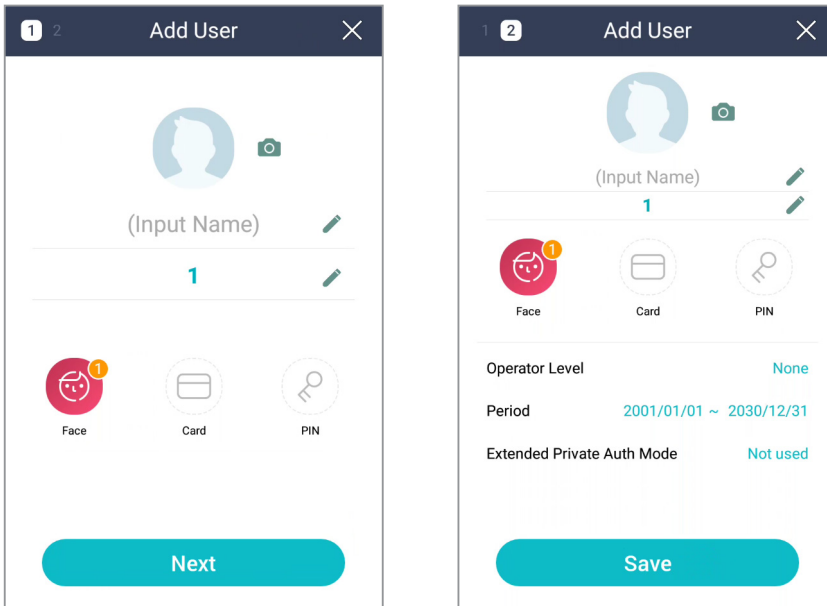 1 2 Add User
(Input Name)
1
1
Face Card PIN
Next
1 2 Add User
(Input Name)
1
1
Face Card PIN
Operator Level None
Period 2001/01/01 ~ 2030/12/31
Extended Private Auth Mode Not used
Save